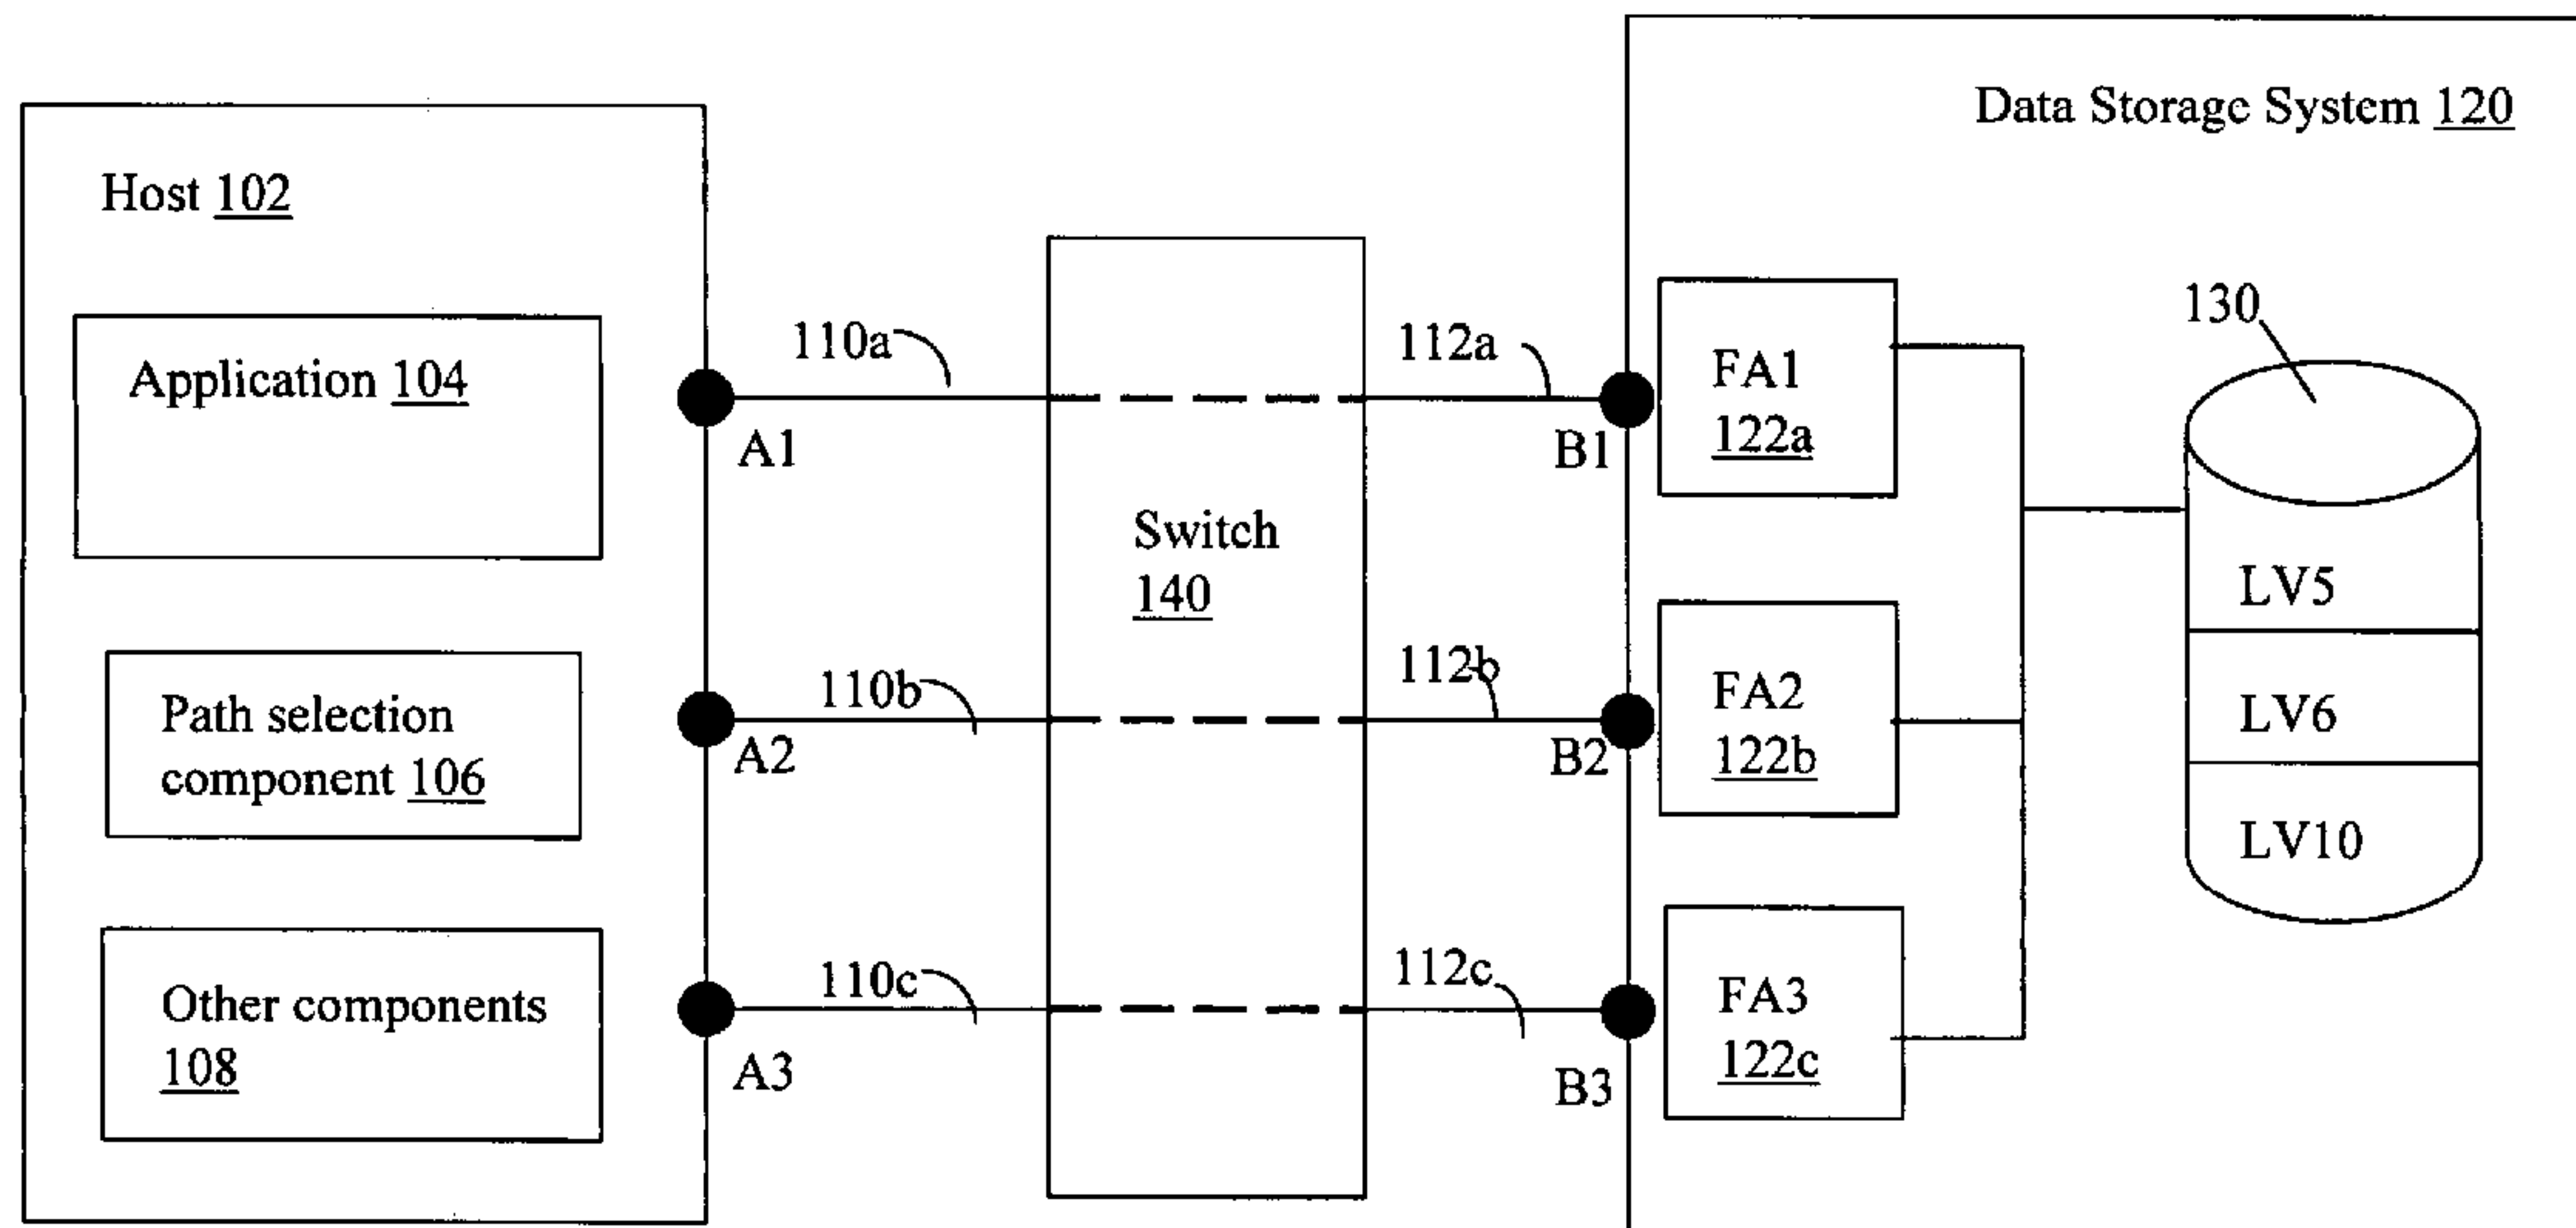 Data Storage System 120
Host 102
Application 104
Path selection
component 106
Other components
108
A1
A2
A3
110a
110b
110c
Switch
140
112a
112b
112c
B1
B2
B3
FA1
122a
FA2
122b
FA3
122c
130
LV5
LV6
LV10